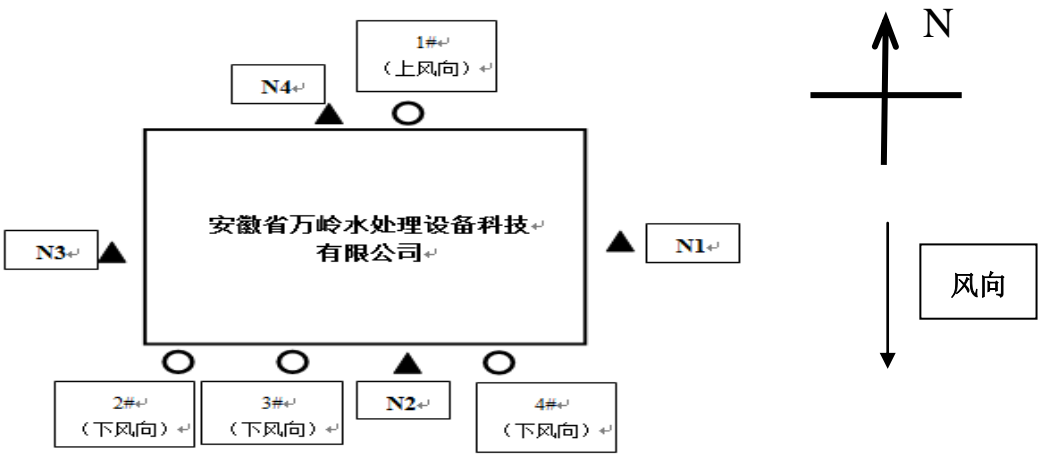 N
1#↵
（上风向）↵
N4↵
安徽省万岭水处理设备科技↵
有限公司↵
N3↵
N1↵
风向
2#↵
（下风向）↵
3#↵
（下风向）↵
N2↵
4#↵
（下风向）↵